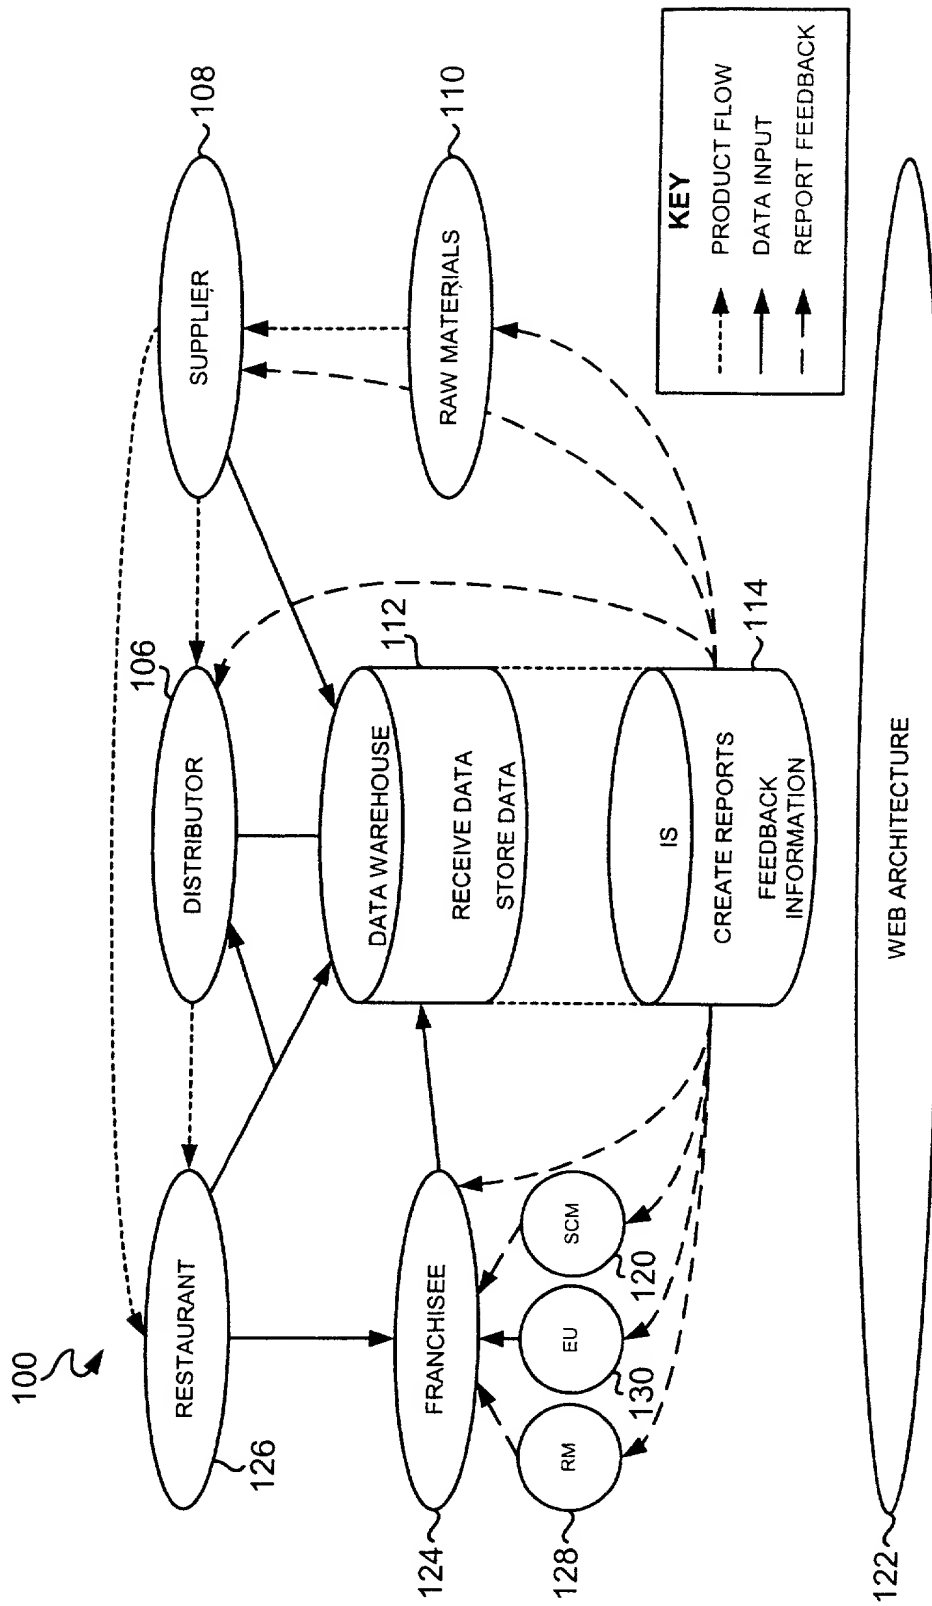 100
RESTAURANT
126
DISTRIBUTOR
106
SUPPLIER
108
FRANCHISEE
124
DATA WAREHOUSE
RECEIVE DATA
STORE DATA
112
RAW MATERIALS
110
RM
128
EU
130
SCM
120
IS
CREATE REPORTS
FEEDBACK
INFORMATION
114
KEY
PRODUCT FLOW
DATA INPUT
REPORT FEEDBACK
WEB ARCHITECTURE
122